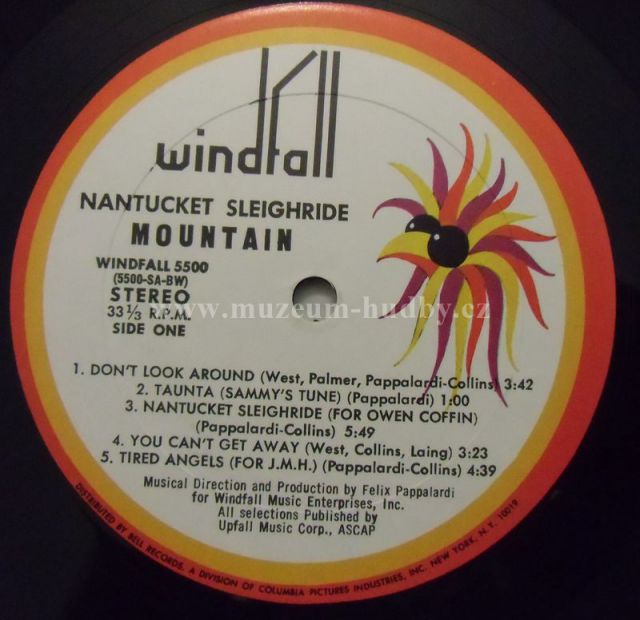 windfall
NANTUCKET SLEIGHRIDE
MOUNTAIN
WINDFALL 5500
(5500-SA-BW)
STEREO
33⅓ R.P.M.
SIDE ONE
www.muzeum-hudby.cz
1. DON'T LOOK AROUND (West, Palmer, Pappalardi-Collins) 3:42
2. TAUNTA (SAMMY'S TUNE) (Pappalardi) 1:00
3. NANTUCKET SLEIGHRIDE (FOR OWEN COFFIN)
(Pappalardi-Collins) 5:49
4. YOU CAN'T GET AWAY (West, Collins, Laing) 3:23
5. TIRED ANGELS (FOR J.M.H.) (Pappalardi-Collins) 4:39
Musical Direction and Production by Felix Pappalardi
for Windfall Music Enterprises, Inc.
All selections Published by
Upfall Music Corp., ASCAP
DISTRIBUTED BY BELL RECORDS, A DIVISION OF COLUMBIA PICTURES INDUSTRIES, INC. NEW YORK, N.Y. 10019